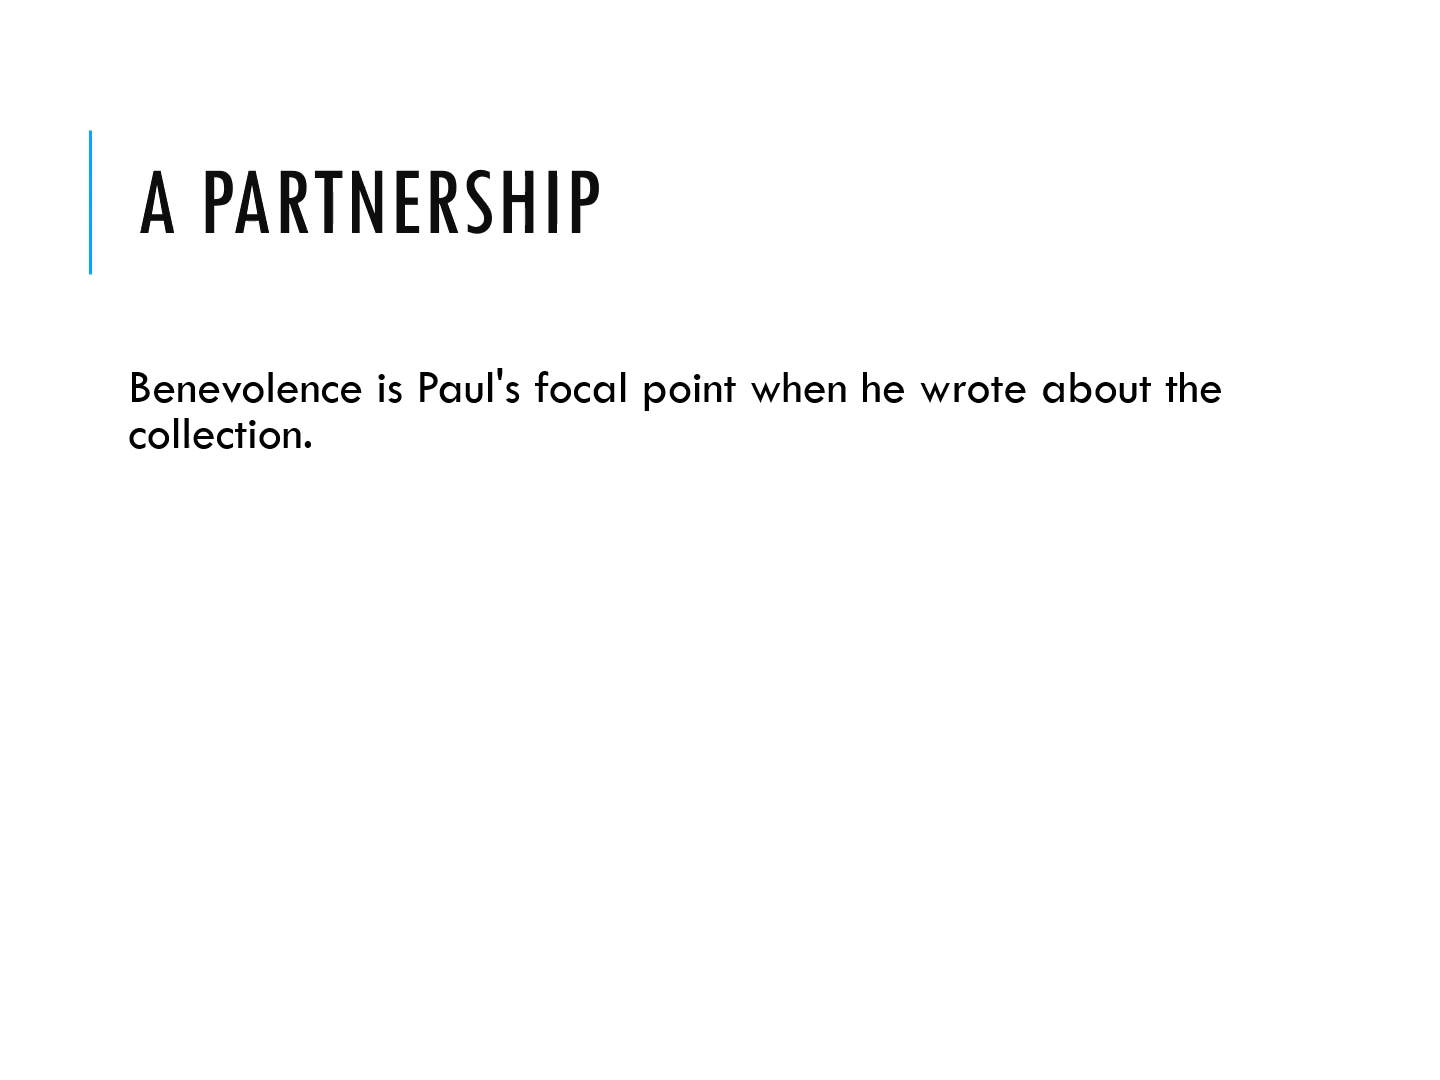 A PARTNERSHIP
Benevolence is Paul's focal point when he wrote about the
collection.